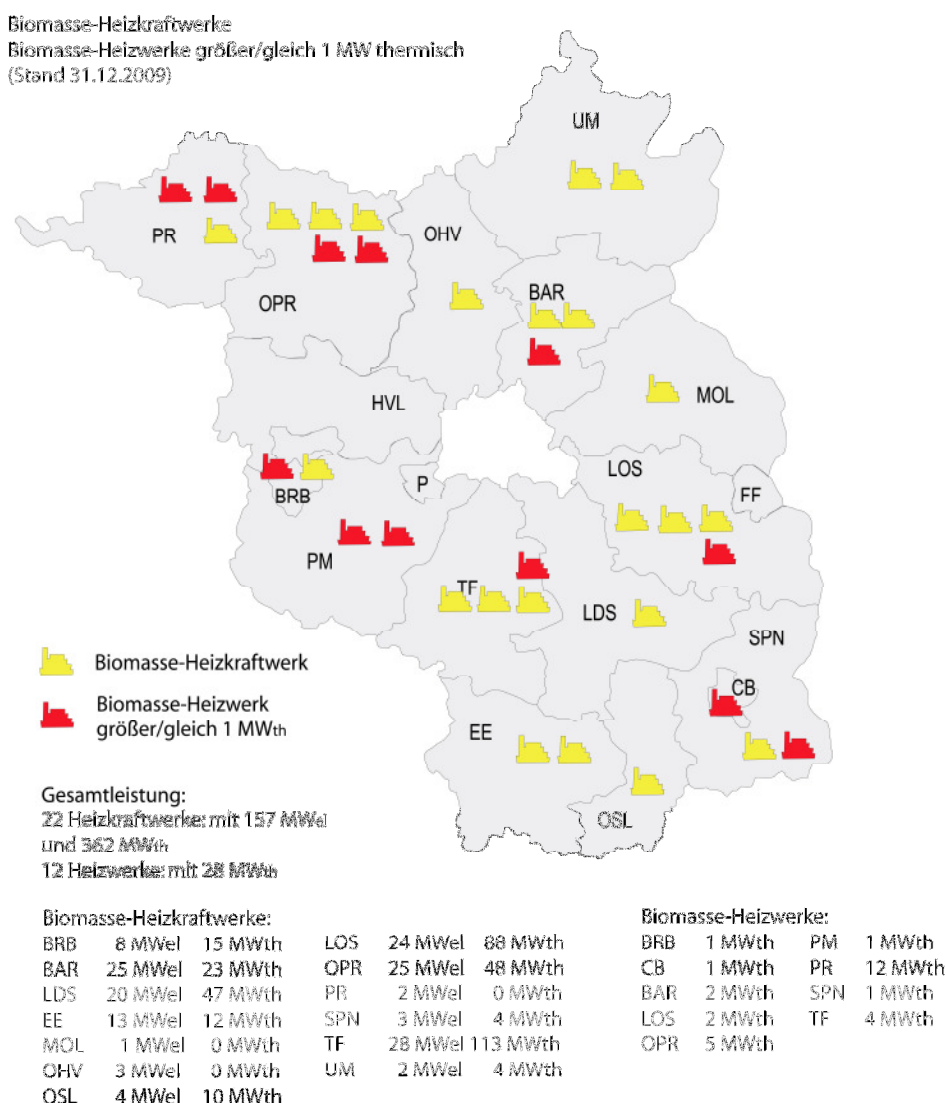 Biomasse-Heizkraftwerke
Biomasse-Heizwerke größer/gleich 1 MW thermisch
(Stand 31.12.2009)
UM
PR
OHV
OPR
BAR
HVL
MOL
LOS
P
FF
BRB
PM
TF
LDS
SPN
CB
EE
OSL
Biomasse-Heizkraftwerk
Biomasse-Heizwerk
größer/gleich 1 MWth
Gesamtleistung:
22 Heizkraftwerke: mit 157 MWel
und 362 MWth
12 Heizwerke: mit 28 MWth
Biomasse-Heizkraftwerke:
BRB 8 MWel 15 MWth
BAR 25 MWel 23 MWth
LDS 20 MWel 47 MWth
EE 13 MWel 12 MWth
MOL 1 MWel 0 MWth
OHV 3 MWel 0 MWth
OSL 4 MWel 10 MWth
LOS 24 MWel 88 MWth
OPR 25 MWel 48 MWth
PR 2 MWel 0 MWth
SPN 3 MWel 4 MWth
TF 28 MWel 113 MWth
UM 2 MWel 4 MWth
Biomasse-Heizwerke:
BRB 1 MWth
CB 1 MWth
BAR 2 MWth
LOS 2 MWth
OPR 5 MWth
PM 1 MWth
PR 12 MWth
SPN 1 MWth
TF 4 MWth